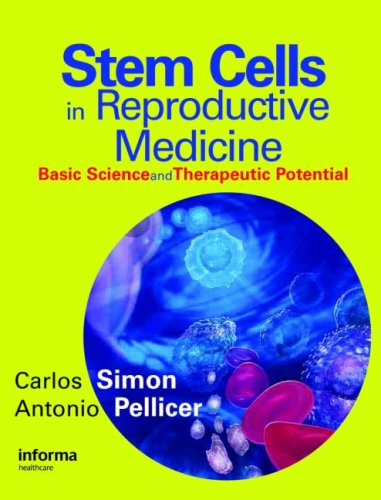 Stem Cells
in Reproductive
Medicine
Basic Science and Therapeutic Potential
Carlos Simon
Antonio Pellicer
informa
healthcare